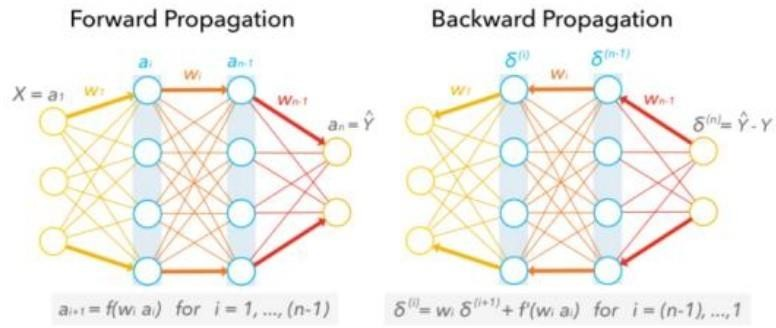 Forward Propagation
X = a₁
w₁
aᵢ
wᵢ
aₙ₋₁
wₙ₋₁
aₙ = Ŷ
aᵢ₊₁ = f(wᵢ aᵢ) for i = 1, ..., (n-1)
Backward Propagation
w₁
δ⁽ⁱ⁾
wᵢ
δ⁽ⁿ⁻¹⁾
wₙ₋₁
δ⁽ⁿ⁾ = Ŷ - Y
δ⁽ⁱ⁾ = wᵢ δ⁽ⁱ⁺¹⁾ + f'(wᵢ aᵢ) for i = (n-1), ...,1